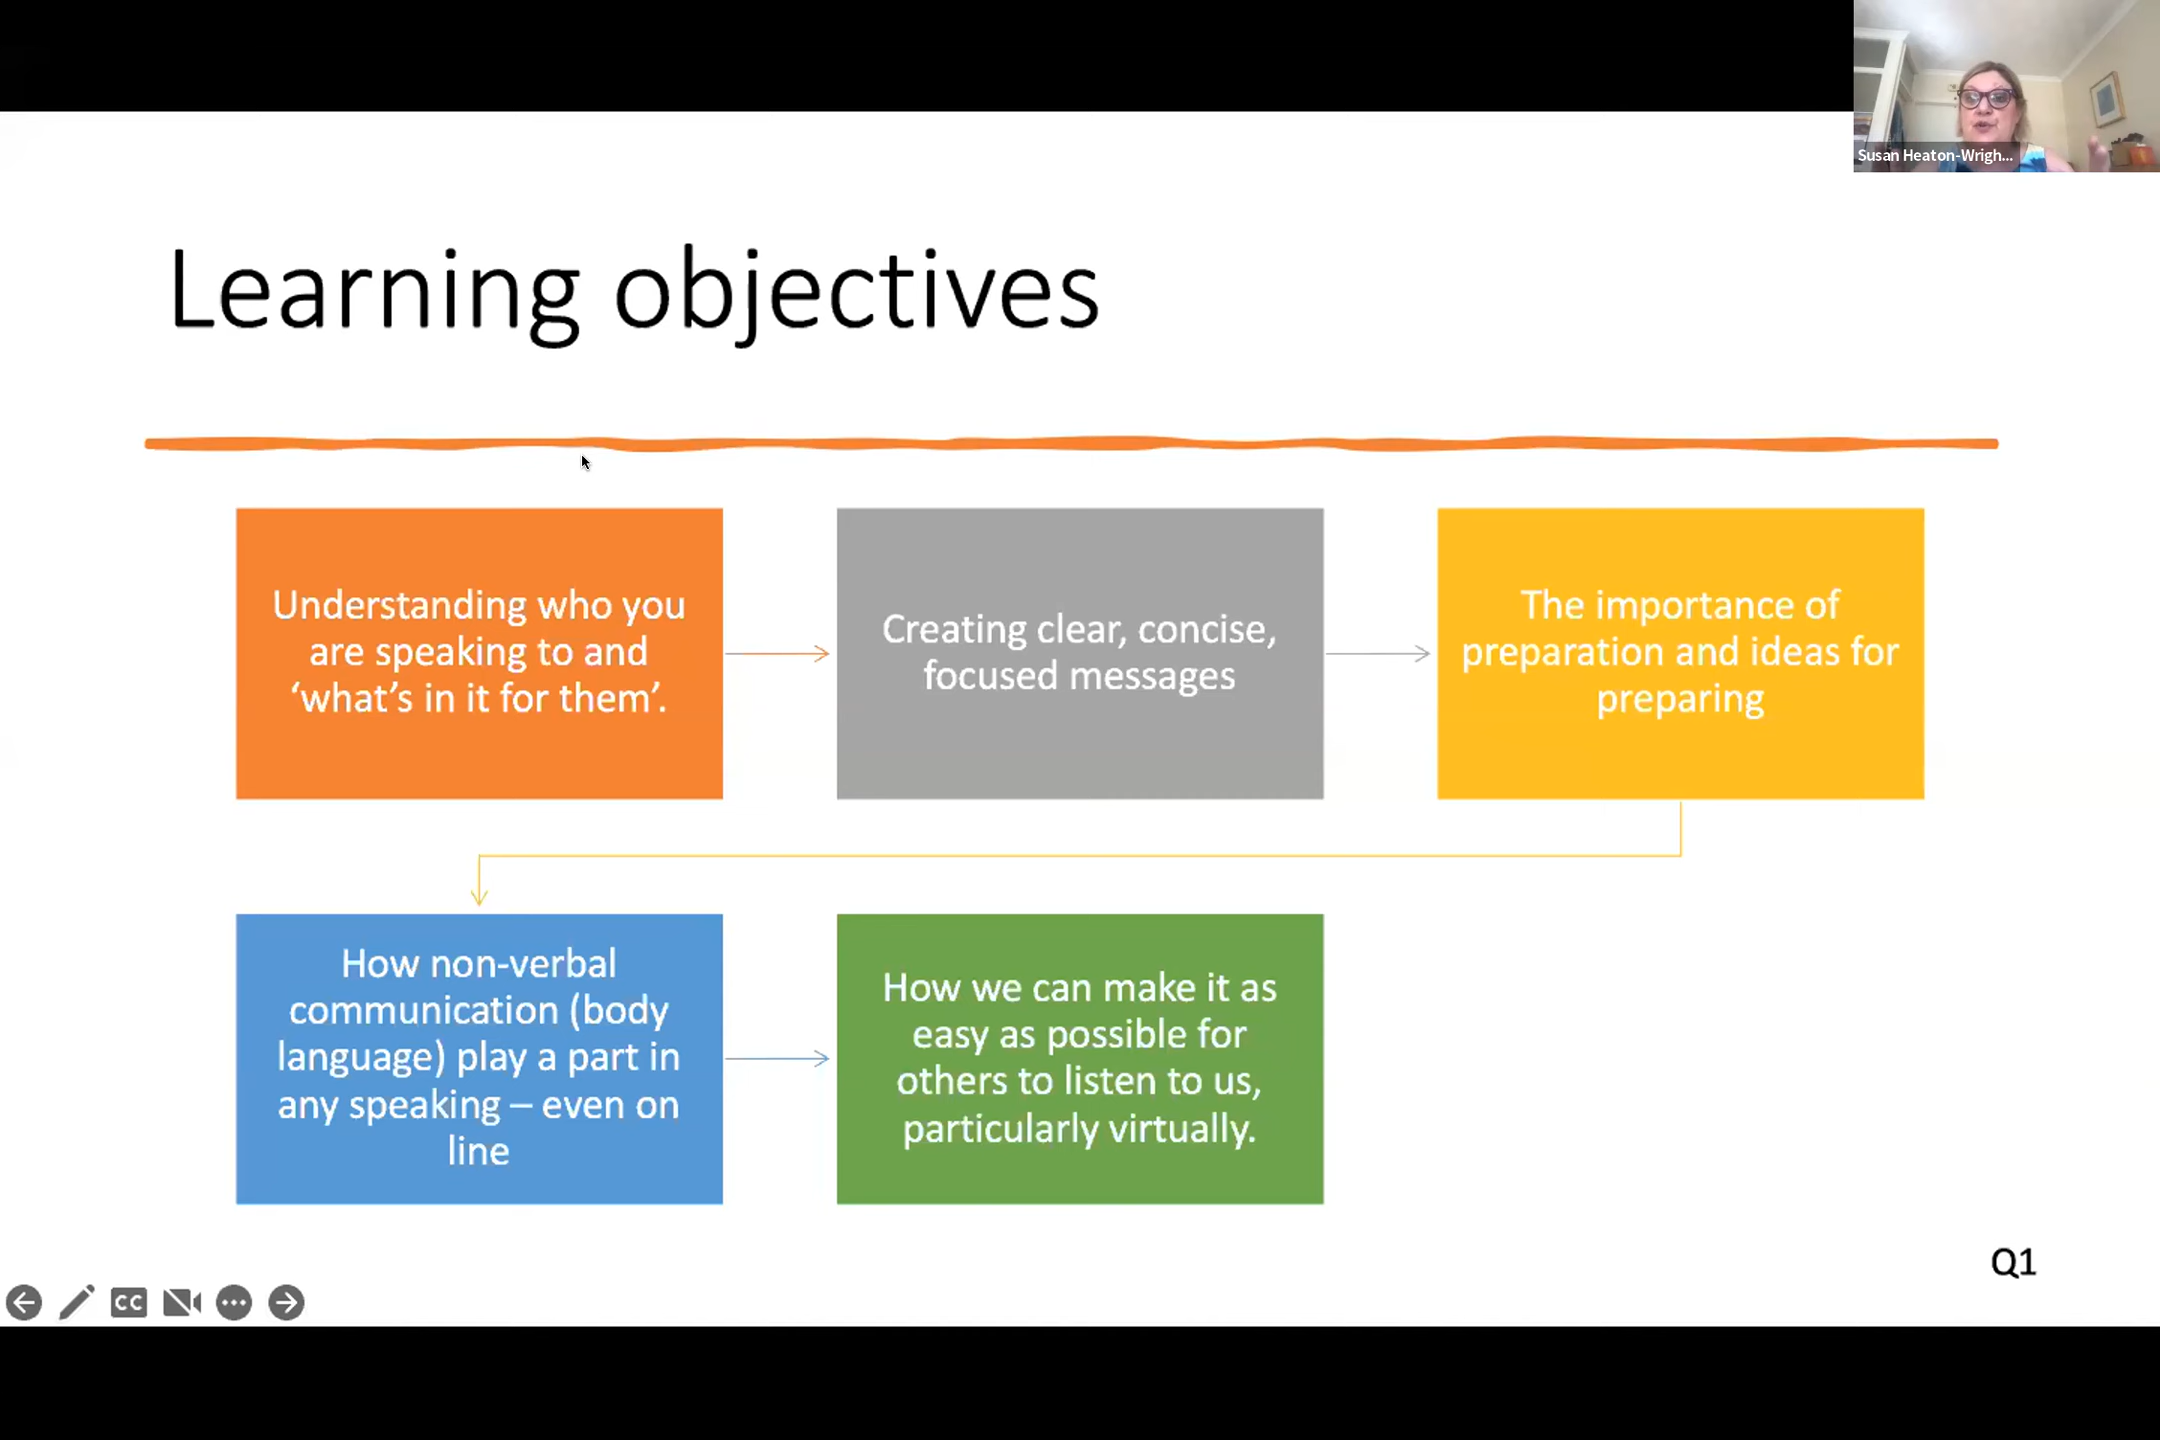 Susan Heaton-Wrigh...
Learning objectives
Understanding who you
are speaking to and
‘what’s in it for them’.
Creating clear, concise,
focused messages
The importance of
preparation and ideas for
preparing
How non-verbal
communication (body
language) play a part in
any speaking – even on
line
How we can make it as
easy as possible for
others to listen to us,
particularly virtually.
Q1
CC